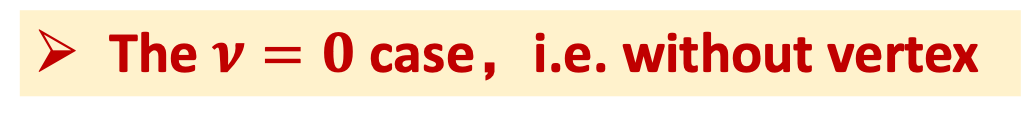 ➢ The 𝝂 = 𝟎 case，i.e. without vertex